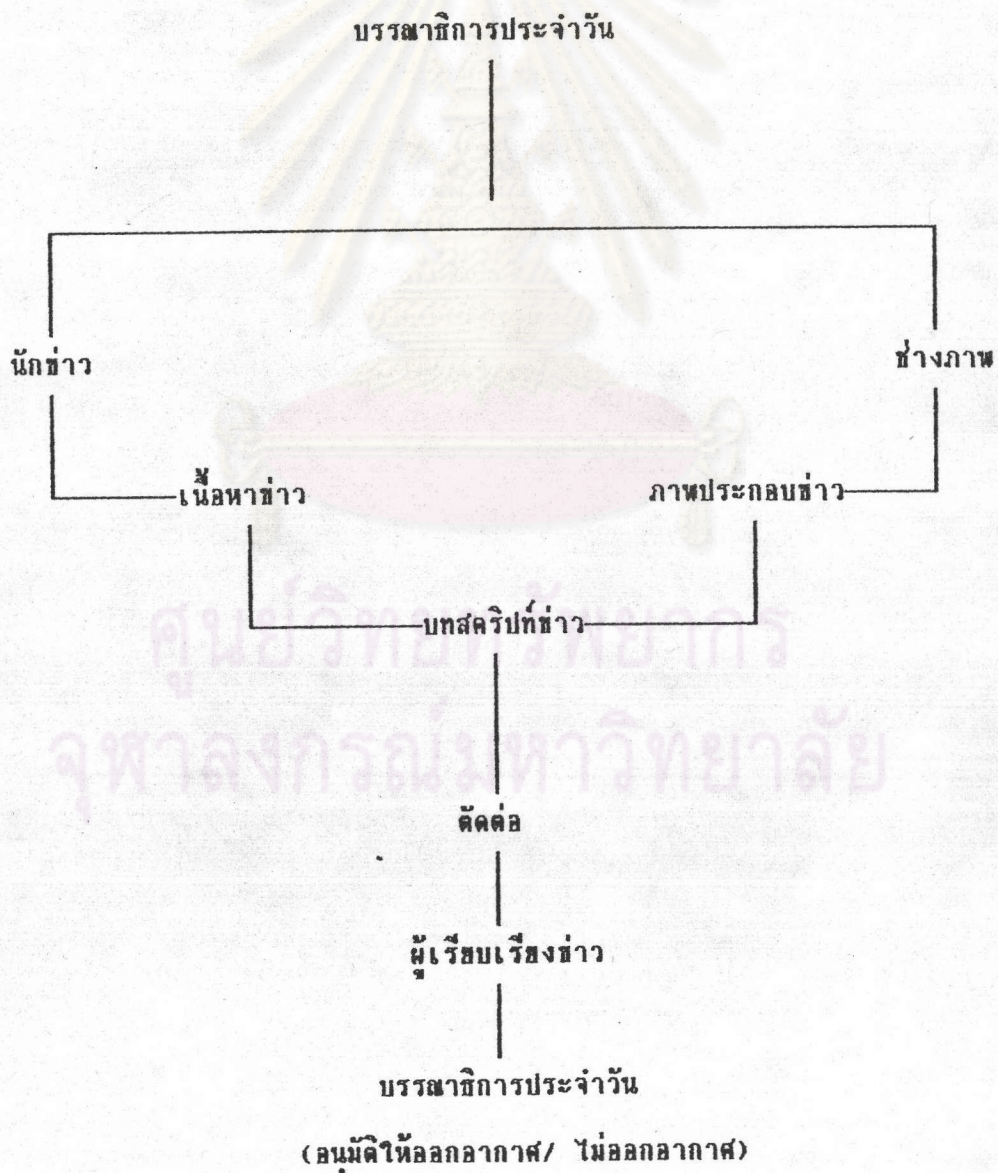 บรรณาธิการประจำวัน
นักข่าว
ช่างภาพ
เนื้อหาข่าว
ภาพประกอบข่าว
บทสคริปท์ข่าว
ศูนย์วิทยทรัพยากร
จุฬาลงกรณ์มหาวิทยาลัย
ตัดต่อ
ผู้เรียบเรียงข่าว
บรรณาธิการประจำวัน
(อนุมัติให้ออกอากาศ/ ไม่ออกอากาศ)